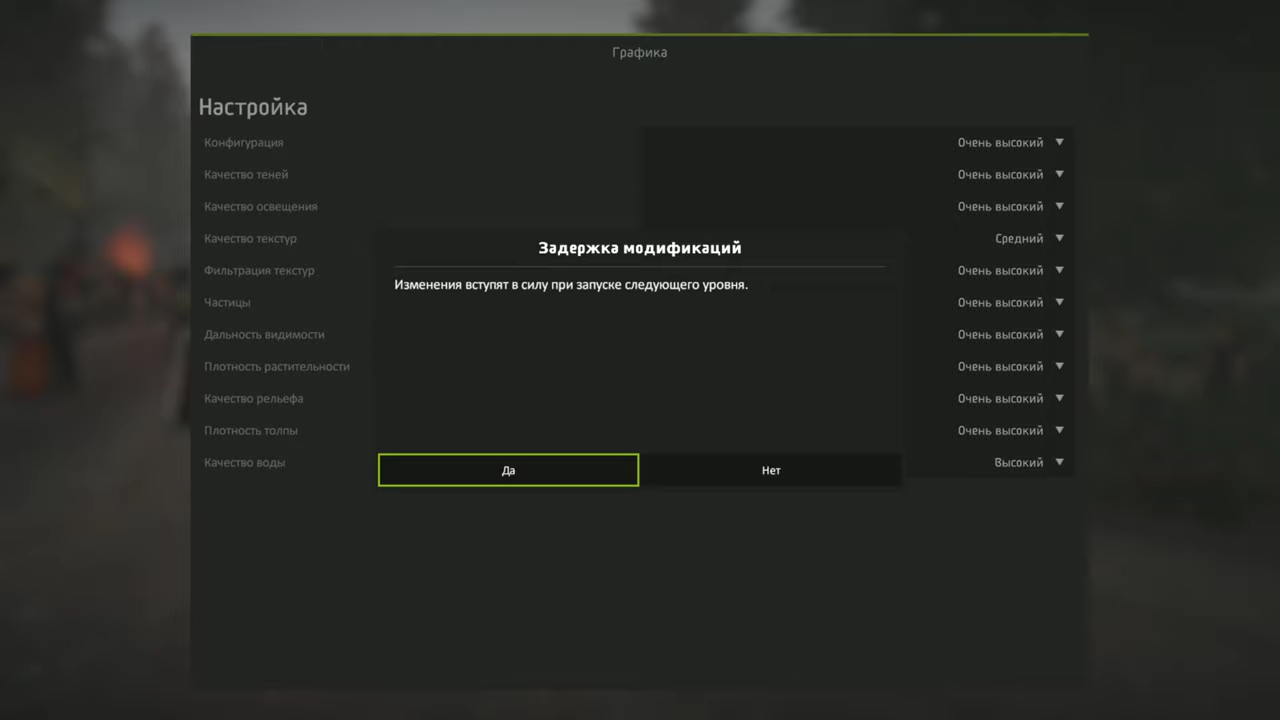 Графика
Настройка
Конфигурация Очень высокий
Качество теней Очень высокий
Качество освещения Очень высокий
Качество текстур Средний
Фильтрация текстур Очень высокий
Частицы Очень высокий
Дальность видимости Очень высокий
Плотность растительности Очень высокий
Качество рельефа Очень высокий
Плотность толпы Очень высокий
Качество воды Высокий
Задержка модификаций
Изменения вступят в силу при запуске следующего уровня.
Да Нет